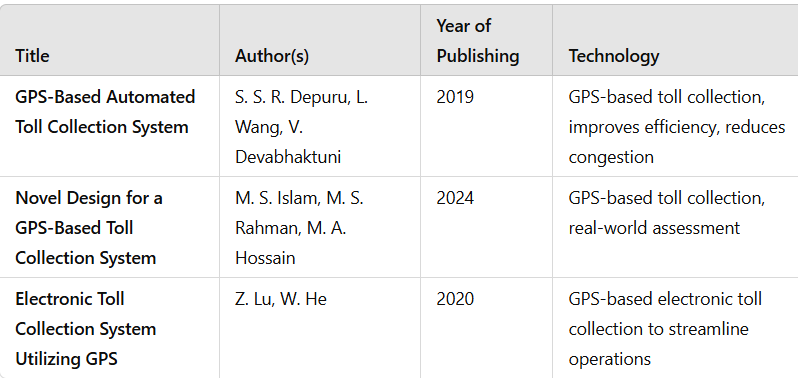 Title
Author(s)
Year of
Publishing
Technology
GPS-Based Automated
Toll Collection System
S. S. R. Depuru, L.
Wang, V.
Devabhaktuni
2019
GPS-based toll collection,
improves efficiency, reduces
congestion
Novel Design for a
GPS-Based Toll
Collection System
M. S. Islam, M. S.
Rahman, M. A.
Hossain
2024
GPS-based toll collection,
real-world assessment
Electronic Toll
Collection System
Utilizing GPS
Z. Lu, W. He
2020
GPS-based electronic toll
collection to streamline
operations